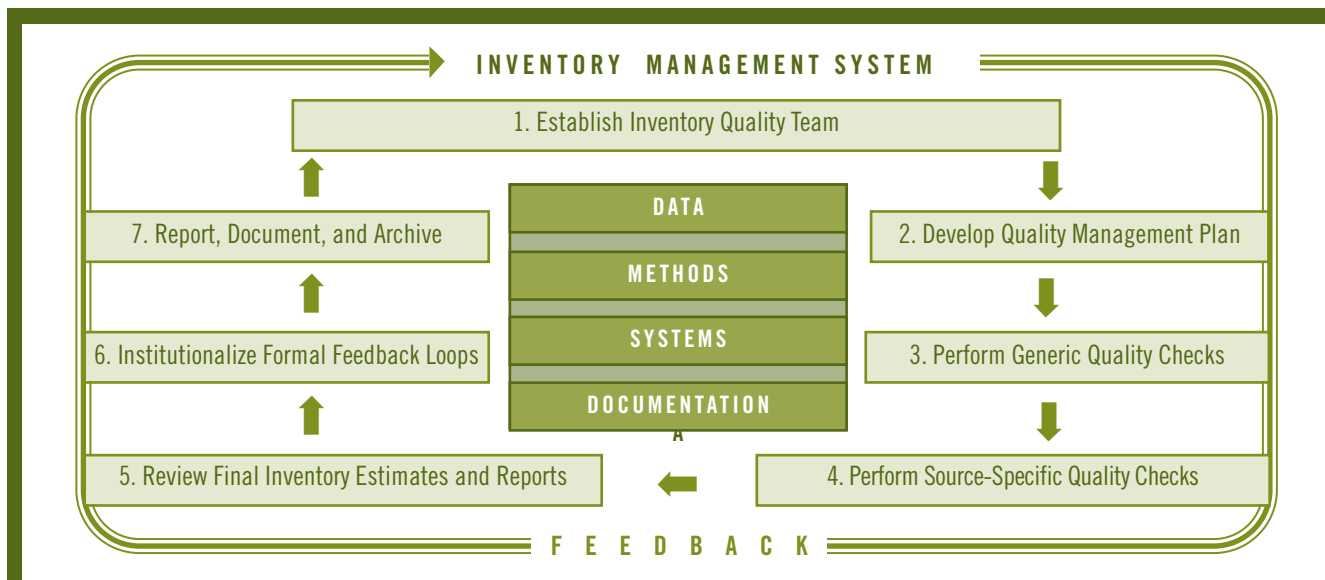 INVENTORY MANAGEMENT SYSTEM
1. Establish Inventory Quality Team
DATA
7. Report, Document, and Archive
2. Develop Quality Management Plan
METHODS
SYSTEMS
6. Institutionalize Formal Feedback Loops
3. Perform Generic Quality Checks
DOCUMENTATION
A
5. Review Final Inventory Estimates and Reports
4. Perform Source-Specific Quality Checks
FEEDBACK